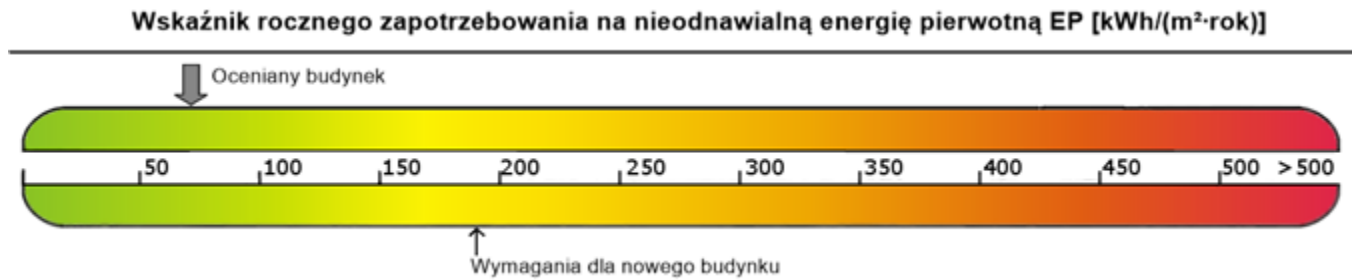 Wskaźnik rocznego zapotrzebowania na nieodnawialną energię pierwotną EP [kWh/(m²·rok)]
Oceniany budynek
50 100 150 200 250 300 350 400 450 500 > 500
Wymagania dla nowego budynku